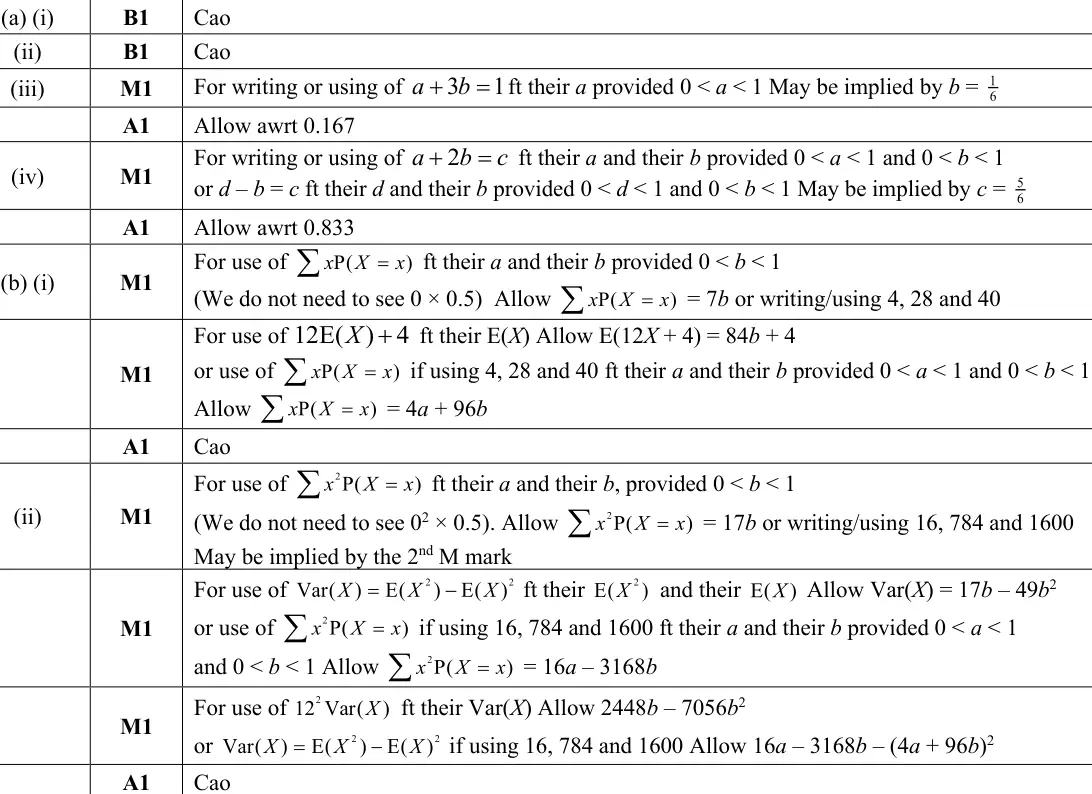 (a) (i) B1 Cao
(ii) B1 Cao
(iii) M1 For writing or using of a + 3b = 1 ft their a provided 0 < a < 1 May be implied by b = 1/6
A1 Allow awrt 0.167
For writing or using of a + 2b = c ft their a and their b provided 0 < a < 1 and 0 < b < 1
(iv) M1 or d – b = c ft their d and their b provided 0 < d < 1 and 0 < b < 1 May be implied by c = 5/6
A1 Allow awrt 0.833
For use of ∑xP(X = x) ft their a and their b provided 0 < b < 1
(b) (i) M1 (We do not need to see 0 × 0.5) Allow ∑xP(X = x) = 7b or writing/using 4, 28 and 40
For use of 12E(X) + 4 ft their E(X) Allow E(12X + 4) = 84b + 4
M1 or use of ∑xP(X = x) if using 4, 28 and 40 ft their a and their b provided 0 < a < 1 and 0 < b < 1
Allow ∑xP(X = x) = 4a + 96b
A1 Cao
For use of ∑x²P(X = x) ft their a and their b, provided 0 < b < 1
(ii) M1 (We do not need to see 0² × 0.5). Allow ∑x²P(X = x) = 17b or writing/using 16, 784 and 1600
May be implied by the 2nd M mark
For use of Var(X) = E(X²) – E(X)² ft their E(X²) and their E(X) Allow Var(X) = 17b – 49b²
M1 or use of ∑x²P(X = x) if using 16, 784 and 1600 ft their a and their b provided 0 < a < 1
and 0 < b < 1 Allow ∑x²P(X = x) = 16a – 3168b
For use of 12²Var(X) ft their Var(X) Allow 2448b – 7056b²
M1 or Var(X) = E(X²) – E(X)² if using 16, 784 and 1600 Allow 16a – 3168b – (4a + 96b)²
A1 Cao